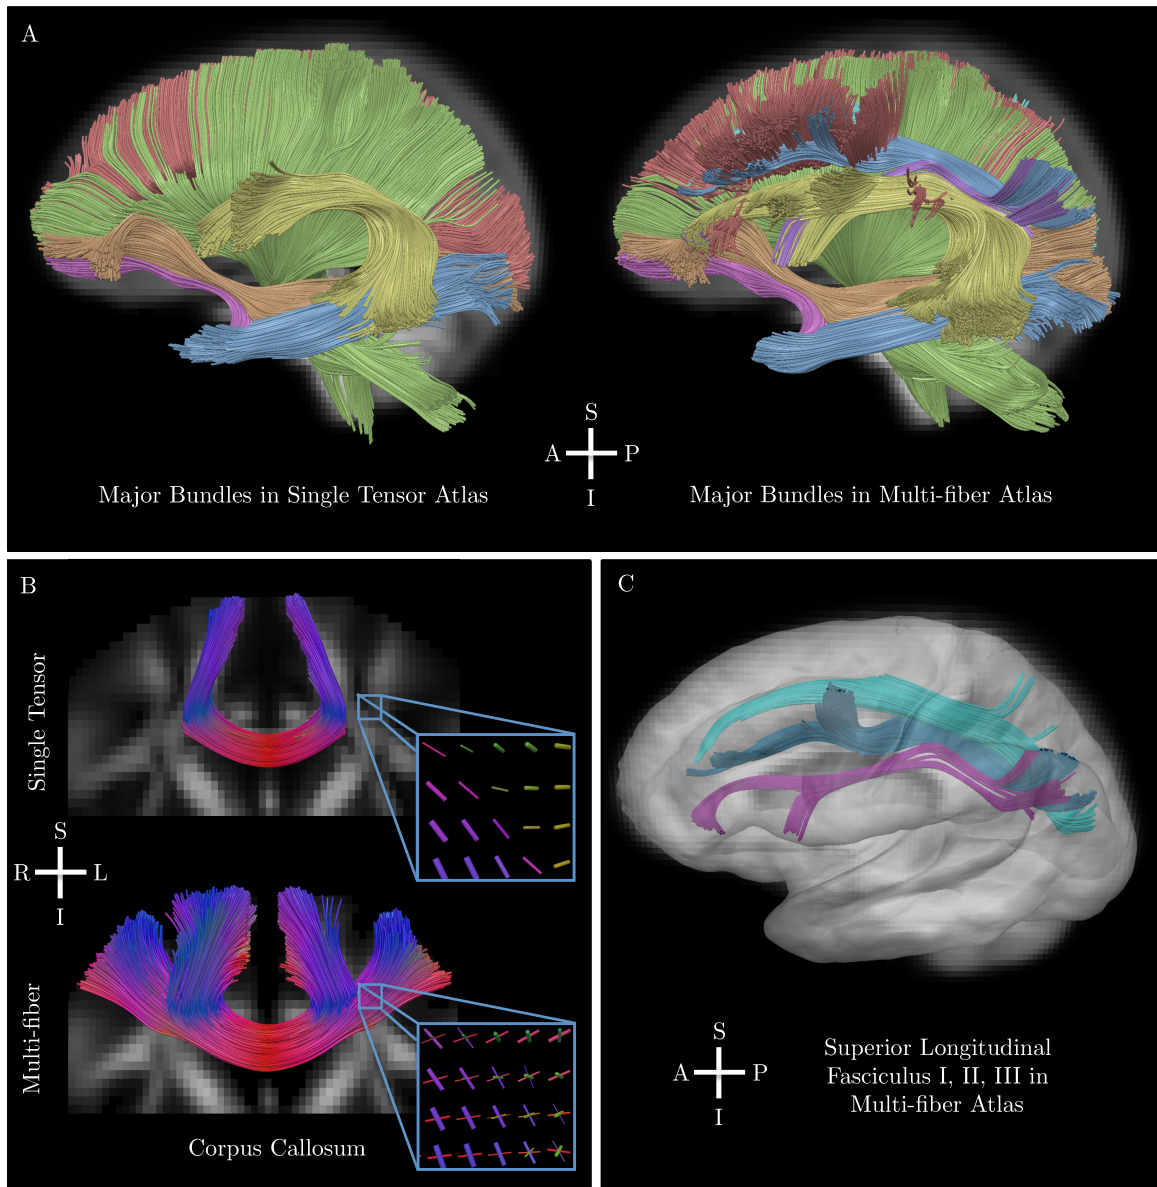 A
S
A P
I
Major Bundles in Single Tensor Atlas
Major Bundles in Multi-fiber Atlas
B
Single Tensor
S
R L
I
Multi-fiber
Corpus Callosum
C
S
A P
I
Superior Longitudinal
Fasciculus I, II, III in
Multi-fiber Atlas